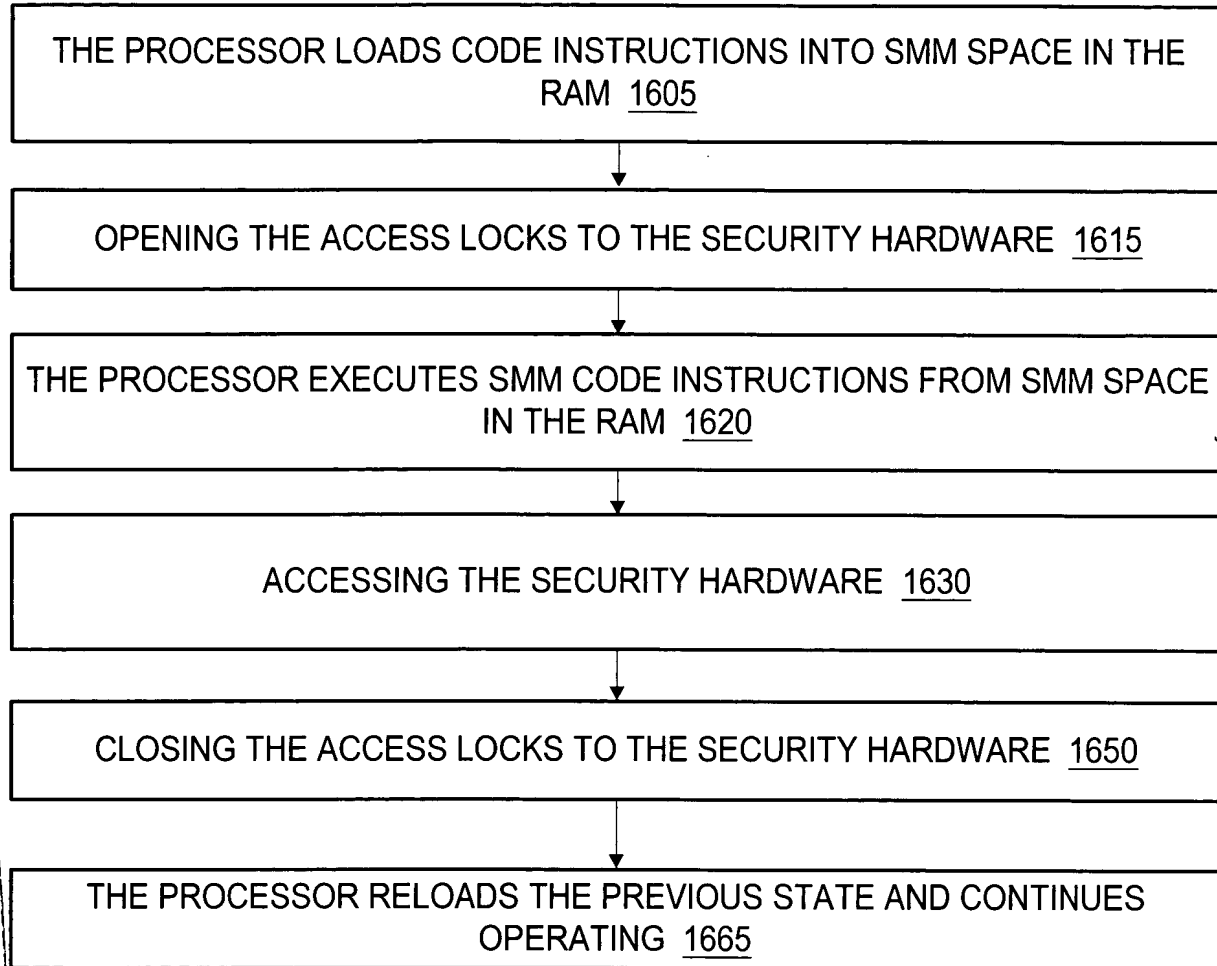 THE PROCESSOR LOADS CODE INSTRUCTIONS INTO SMM SPACE IN THE
RAM 1605
OPENING THE ACCESS LOCKS TO THE SECURITY HARDWARE 1615
THE PROCESSOR EXECUTES SMM CODE INSTRUCTIONS FROM SMM SPACE
IN THE RAM 1620
ACCESSING THE SECURITY HARDWARE 1630
CLOSING THE ACCESS LOCKS TO THE SECURITY HARDWARE 1650
THE PROCESSOR RELOADS THE PREVIOUS STATE AND CONTINUES
OPERATING 1665